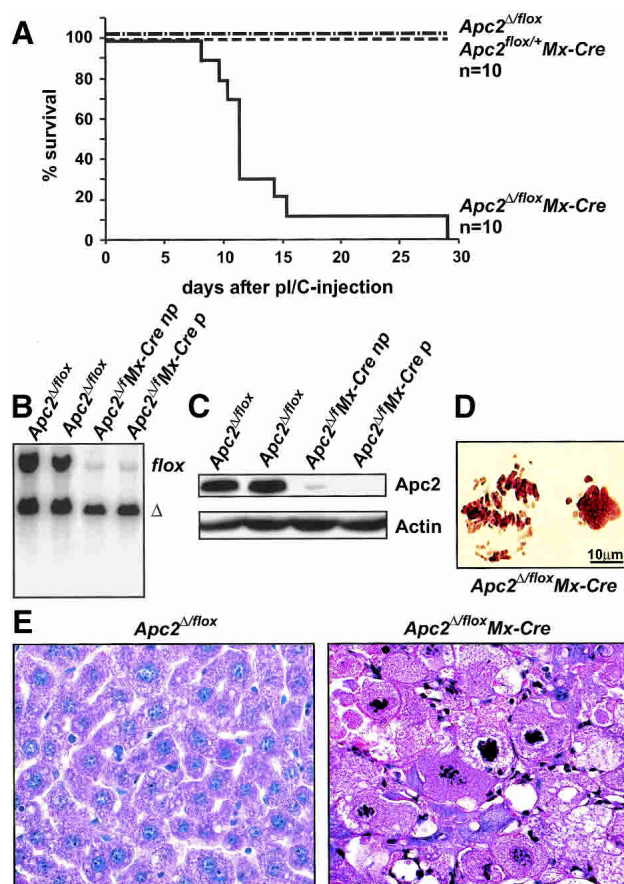 A
Apc2Δ/flox
Apc2flox/+Mx-Cre
n=10
% survival
100
80
60
40
20
0
Apc2Δ/floxMx-Cre
n=10
0 5 10 15 20 25 30
days after pI/C-injection
B
Apc2Δ/flox
Apc2Δ/flox
Apc2Δ/fMx-Cre np
Apc2Δ/fMx-Cre p
flox
Δ
C
Apc2Δ/flox
Apc2Δ/flox
Apc2Δ/fMx-Cre np
Apc2Δ/fMx-Cre p
Apc2
Actin
D
10μm
Apc2Δ/floxMx-Cre
E
Apc2Δ/flox
Apc2Δ/floxMx-Cre